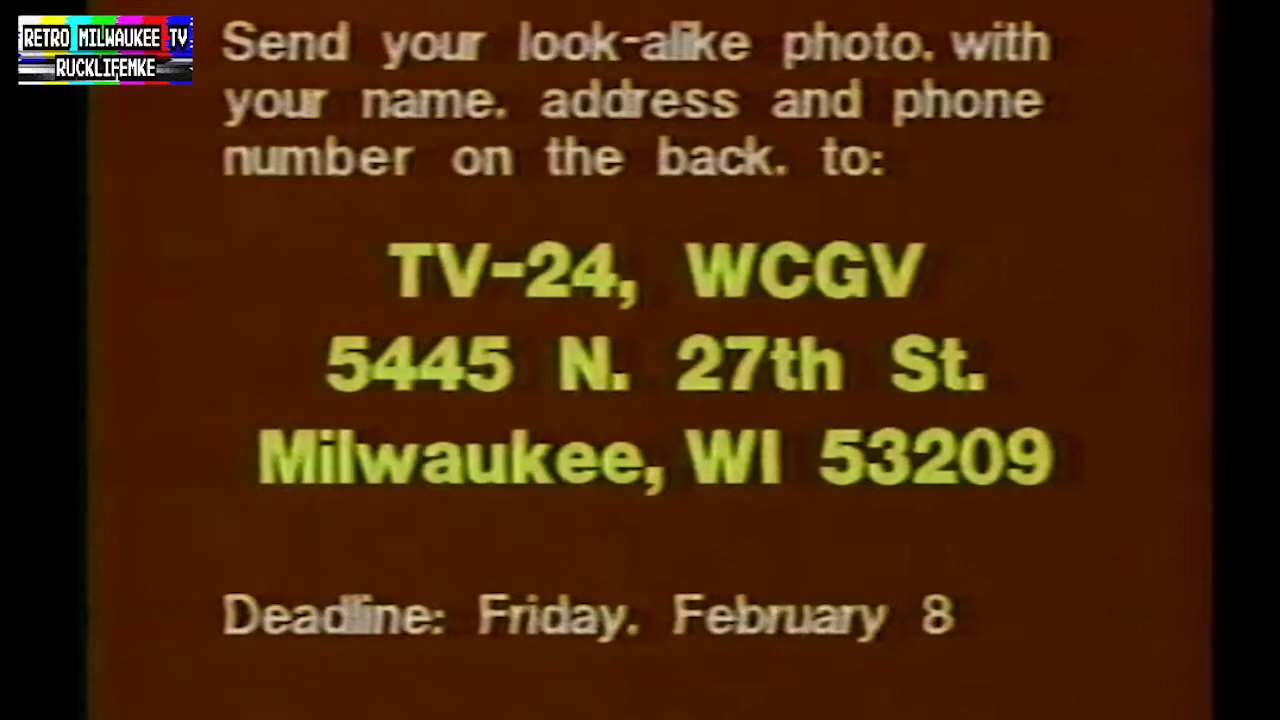 RETRO MILWAUKEE TV
RUCKLIFEMKE
Send your look-alike photo, with
your name, address and phone
number on the back, to:
TV-24, WCGV
5445 N. 27th St.
Milwaukee, WI 53209
Deadline: Friday, February 8